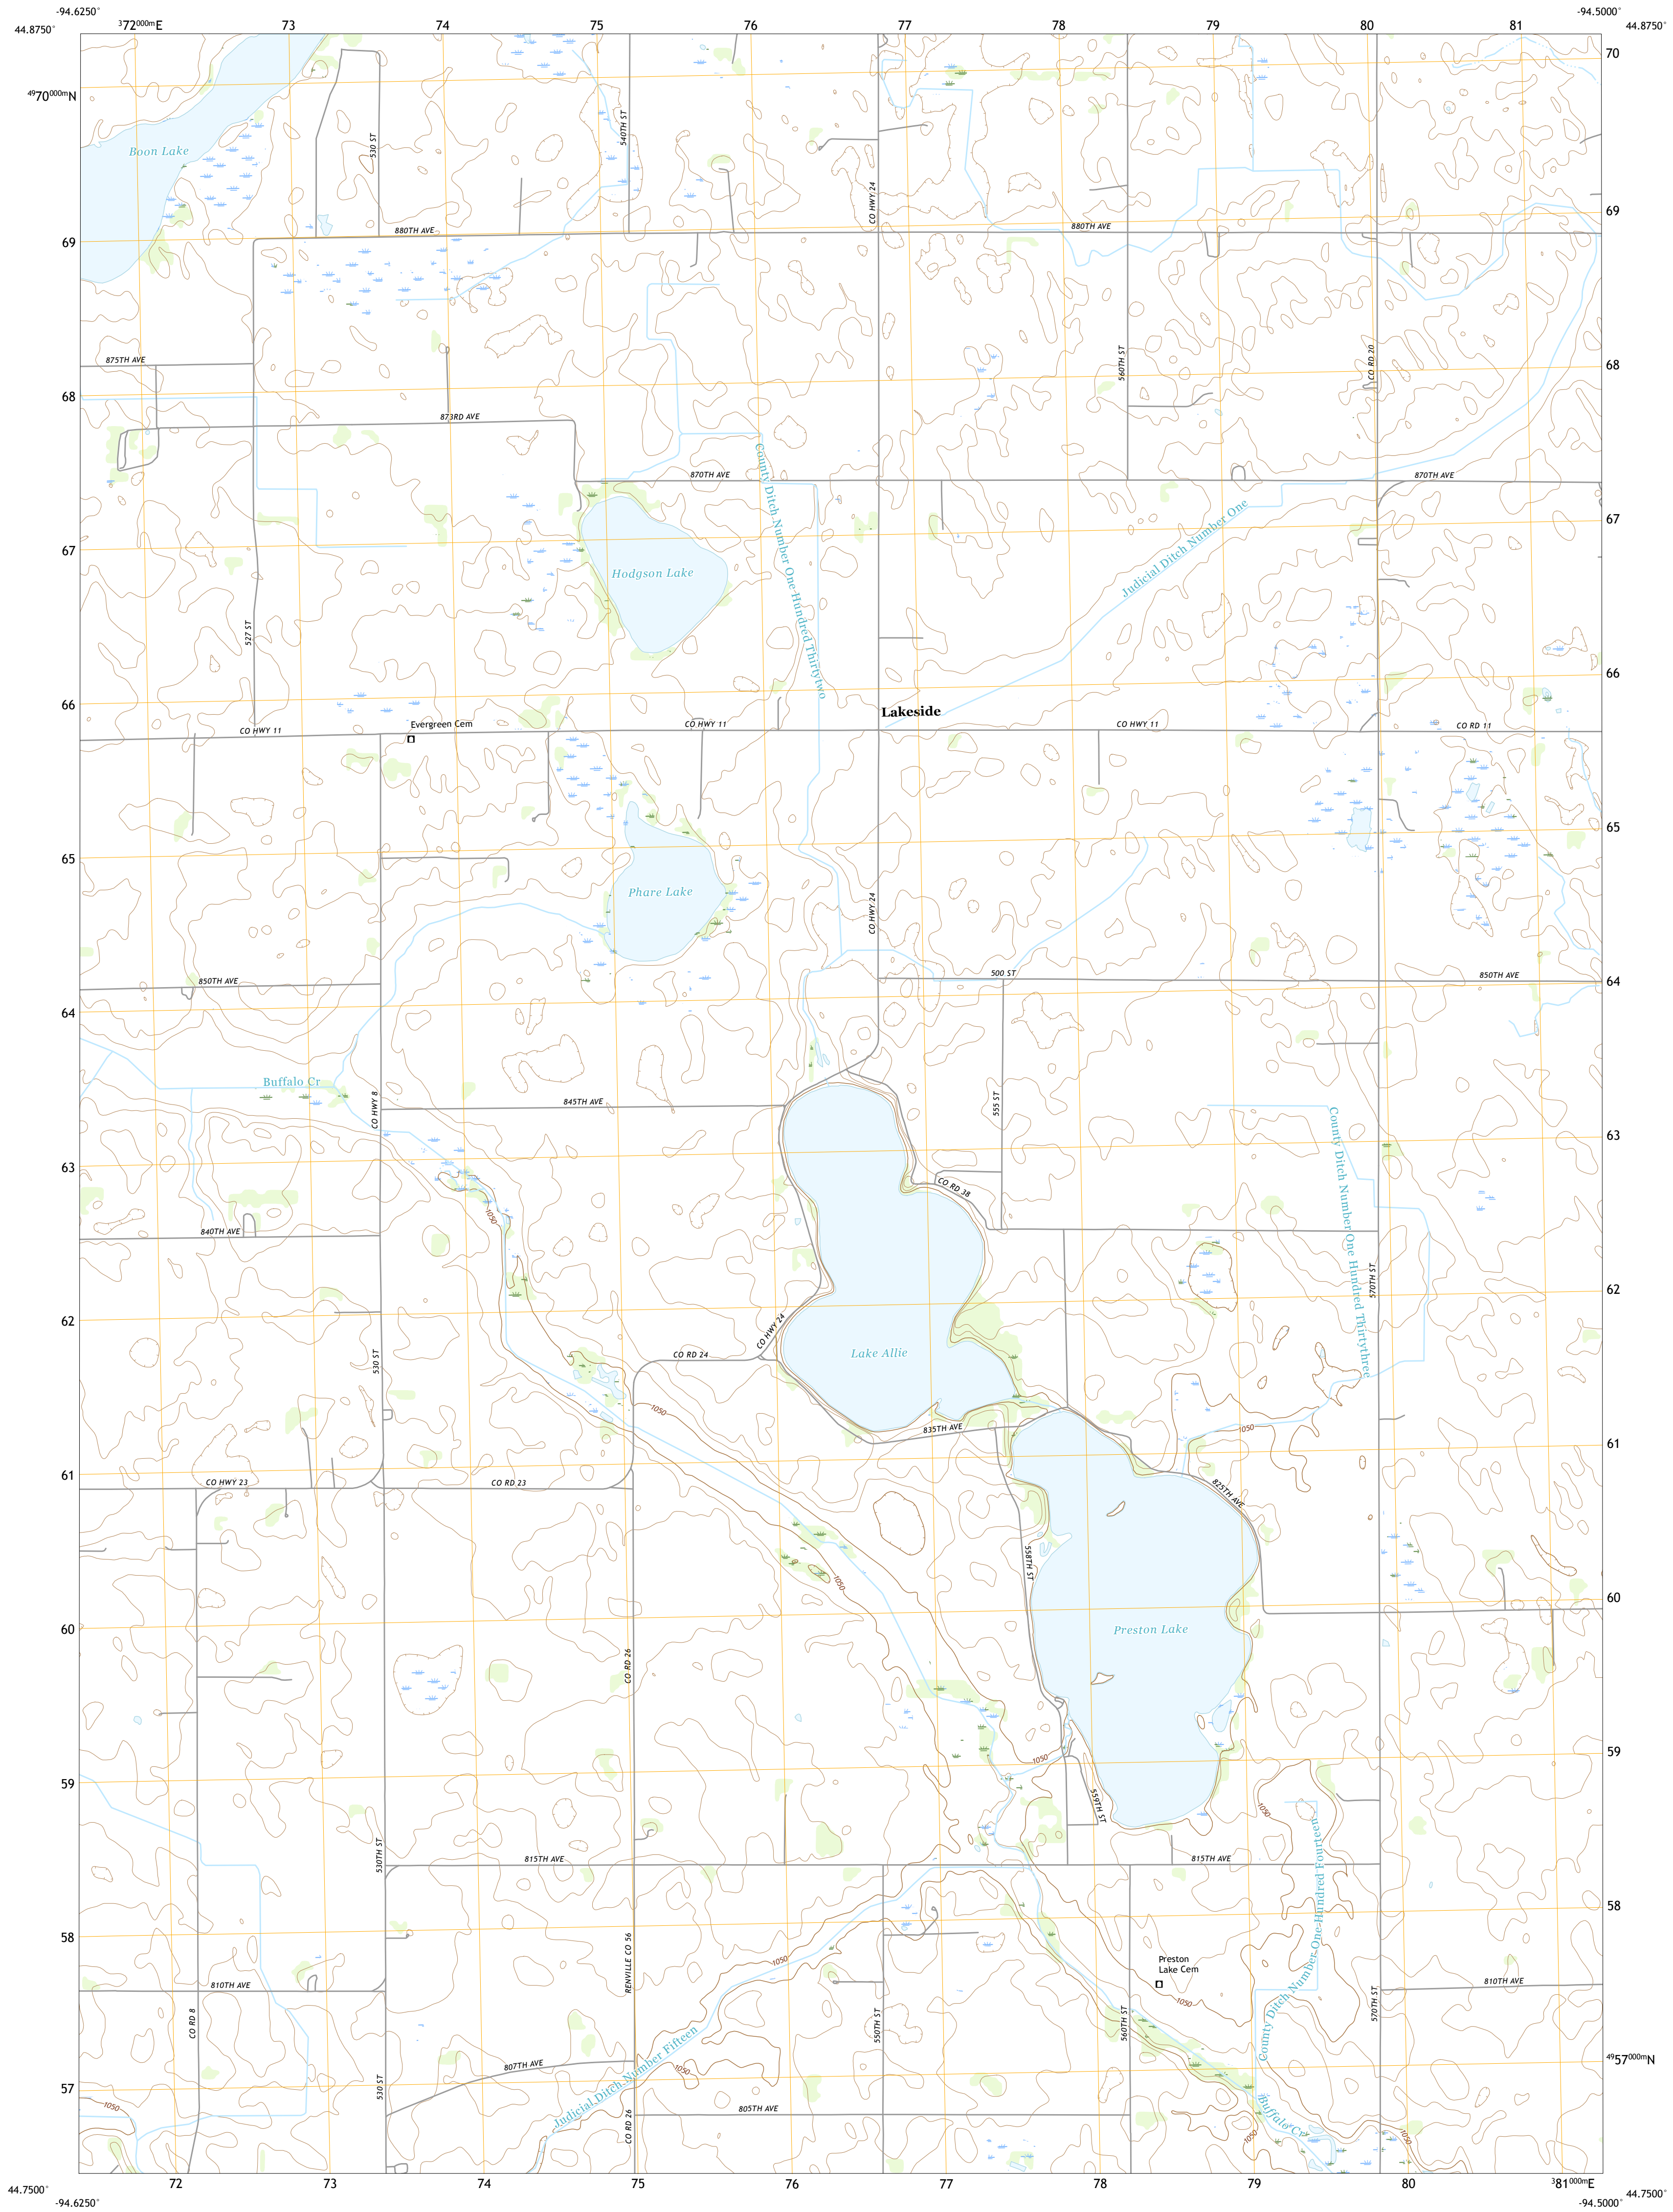 -94.6250°
-94.5000°
44.8750°
³72⁰⁰⁰ᵐE
73
74
75
76
77
78
79
80
81
44.8750°
⁴⁹70⁰⁰⁰ᵐN
70
540TH ST
530 ST
Boon Lake
CO HWY 24
69
880TH AVE
880TH AVE
69
875TH AVE
560TH ST
CO RD 20
68
68
873RD AVE
870TH AVE
870TH AVE
County Ditch Number One Hundred Thirtytwo
Judicial Ditch Number One
67
67
Hodgson Lake
527 ST
66
66
Lakeside
Evergreen Cem
CO HWY 11
CO HWY 11
CO HWY 11
CO RD 11
65
65
Phare Lake
CO HWY 24
850TH AVE
500 ST
850TH AVE
64
64
Buffalo Cr
845TH AVE
CO HWY 8
555 ST
County Ditch Number One Hundred Thirtythree
63
63
CO RD 38
1050
840TH AVE
570TH ST
62
62
CO HWY 24
CO RD 24
Lake Allie
530 ST
1050
835TH AVE
1050
61
61
CO HWY 23
CO RD 23
825TH AVE
558TH ST
1050
60
60
Preston Lake
CO RD 26
59
1050
59
559TH ST
1050
530TH ST
815TH AVE
815TH AVE
County Ditch Number One Hundred Fourteen
58
58
RENVILLE CO 56
1050
Preston
Lake Cem
810TH AVE
810TH AVE
1050
CO RD 8
550TH ST
560TH ST
570TH ST
807TH AVE
Judicial Ditch Number Fifteen
1050
⁴⁹57⁰⁰⁰ᵐN
57
530 ST
1050
805TH AVE
CO RD 26
Buffalo Cr
1050
1050
44.7500°
72
73
74
75
76
77
78
79
80
³81⁰⁰⁰ᵐE
44.7500°
-94.6250°
-94.5000°